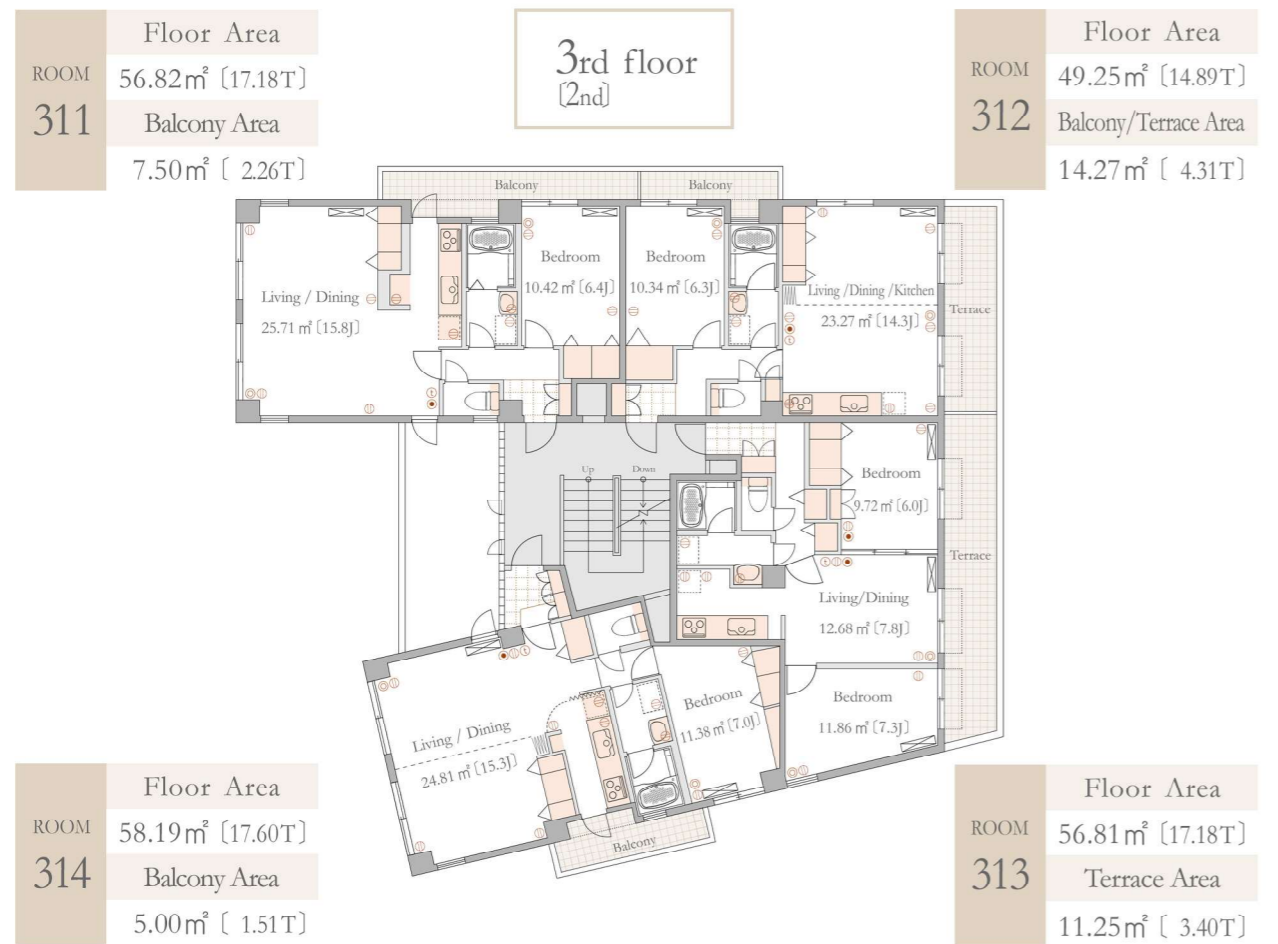 3rd floor
〔2nd〕
ROOM
311
Floor Area
56.82㎡〔17.18T〕
Balcony Area
7.50㎡〔 2.26T〕
ROOM
312
Floor Area
49.25㎡〔14.89T〕
Balcony/Terrace Area
14.27㎡〔 4.31T〕
Balcony
Balcony
Living / Dining
25.71㎡〔15.8J〕
Bedroom
10.42㎡〔6.4J〕
Bedroom
10.34㎡〔6.3J〕
Living /Dining /Kitchen
23.27㎡〔14.3J〕
Terrace
Up
Down
Bedroom
9.72㎡〔6.0J〕
Terrace
Living/Dining
12.68㎡〔7.8J〕
Bedroom
11.86㎡〔7.3J〕
Bedroom
11.38㎡〔7.0J〕
Living / Dining
24.81㎡〔15.3J〕
Balcony
ROOM
314
Floor Area
58.19㎡〔17.60T〕
Balcony Area
5.00㎡〔 1.51T〕
ROOM
313
Floor Area
56.81㎡〔17.18T〕
Terrace Area
11.25㎡〔 3.40T〕